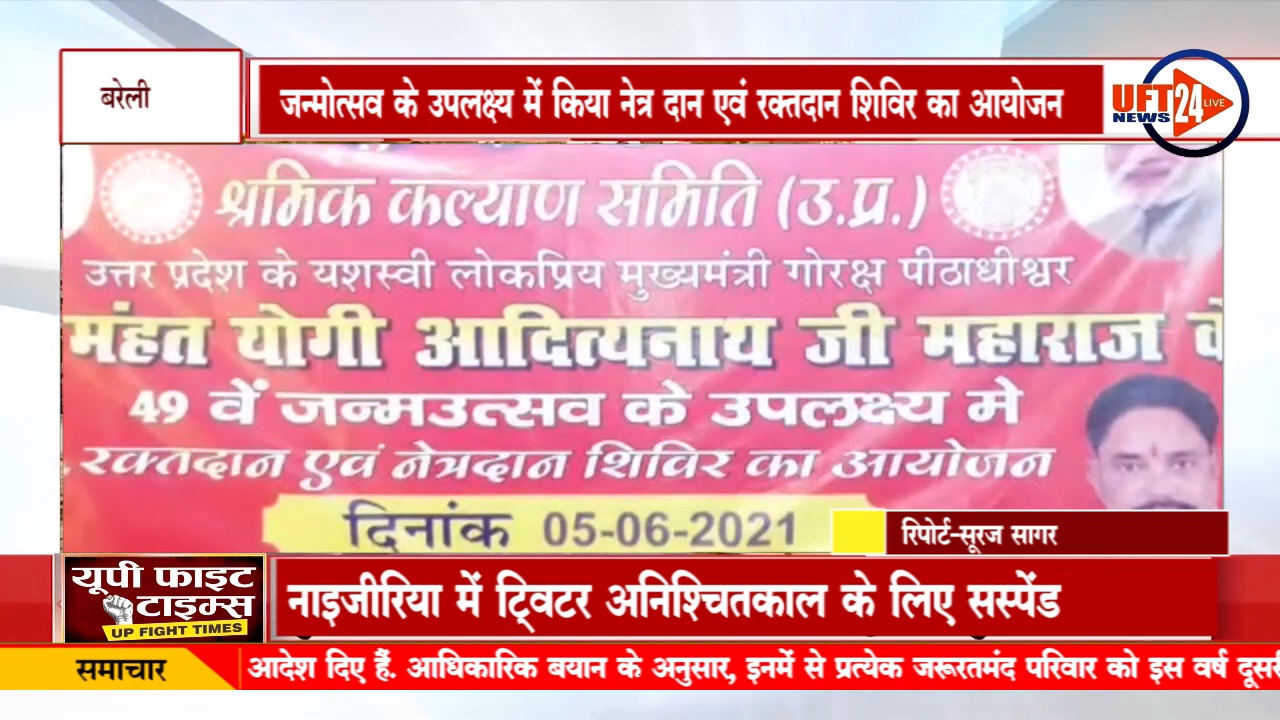 बरेली
जन्मोत्सव के उपलक्ष्य में किया नेत्र दान एवं रक्तदान शिविर का आयोजन
UFT
NEWS
24
LIVE
श्रमिक कल्याण समिति (उ.प्र.)
उत्तर प्रदेश के यशस्वी लोकप्रिय मुख्यमंत्री गोरक्ष पीठाधीश्वर
मंहत योगी आदित्यनाथ जी महाराज के
49 वें जन्मउत्सव के उपलक्ष्य मे
रक्तदान एवं नेत्रदान शिविर का आयोजन
दिनांक 05-06-2021
रिपोर्ट-सूरज सागर
यूपी फाइट
टाइम्स
UP FIGHT TIMES
नाइजीरिया में ट्विटर अनिश्चितकाल के लिए सस्पेंड
समाचार
आदेश दिए हैं. आधिकारिक बयान के अनुसार, इनमें से प्रत्येक जरूरतमंद परिवार को इस वर्ष दूसरी